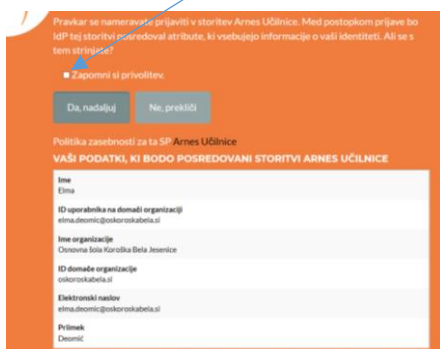 Pravkar se nameravate prijaviti v storitev Arnes Učilnice. Med postopkom prijave bo
IdP tej storitvi posredoval atribute, ki vsebujejo informacije o vaši identiteti. Ali se s
tem strinjate?
Zapomni si privolitev.
Da, nadaljuj
Ne, prekliči
Politika zasebnosti za ta SP Arnes Učilnice
VAŠI PODATKI, KI BODO POSREDOVANI STORITVI ARNES UČILNICE
Ime
Elma
ID uporabnika na domači organizaciji
elma.deomic@oskoroskabela.si
Ime organizacije
Osnovna šola Koroška Bela Jesenice
ID domače organizacije
oskoroskabela.si
Elektronski naslov
elma.deomic@oskoroskabela.si
Priimek
Deomić